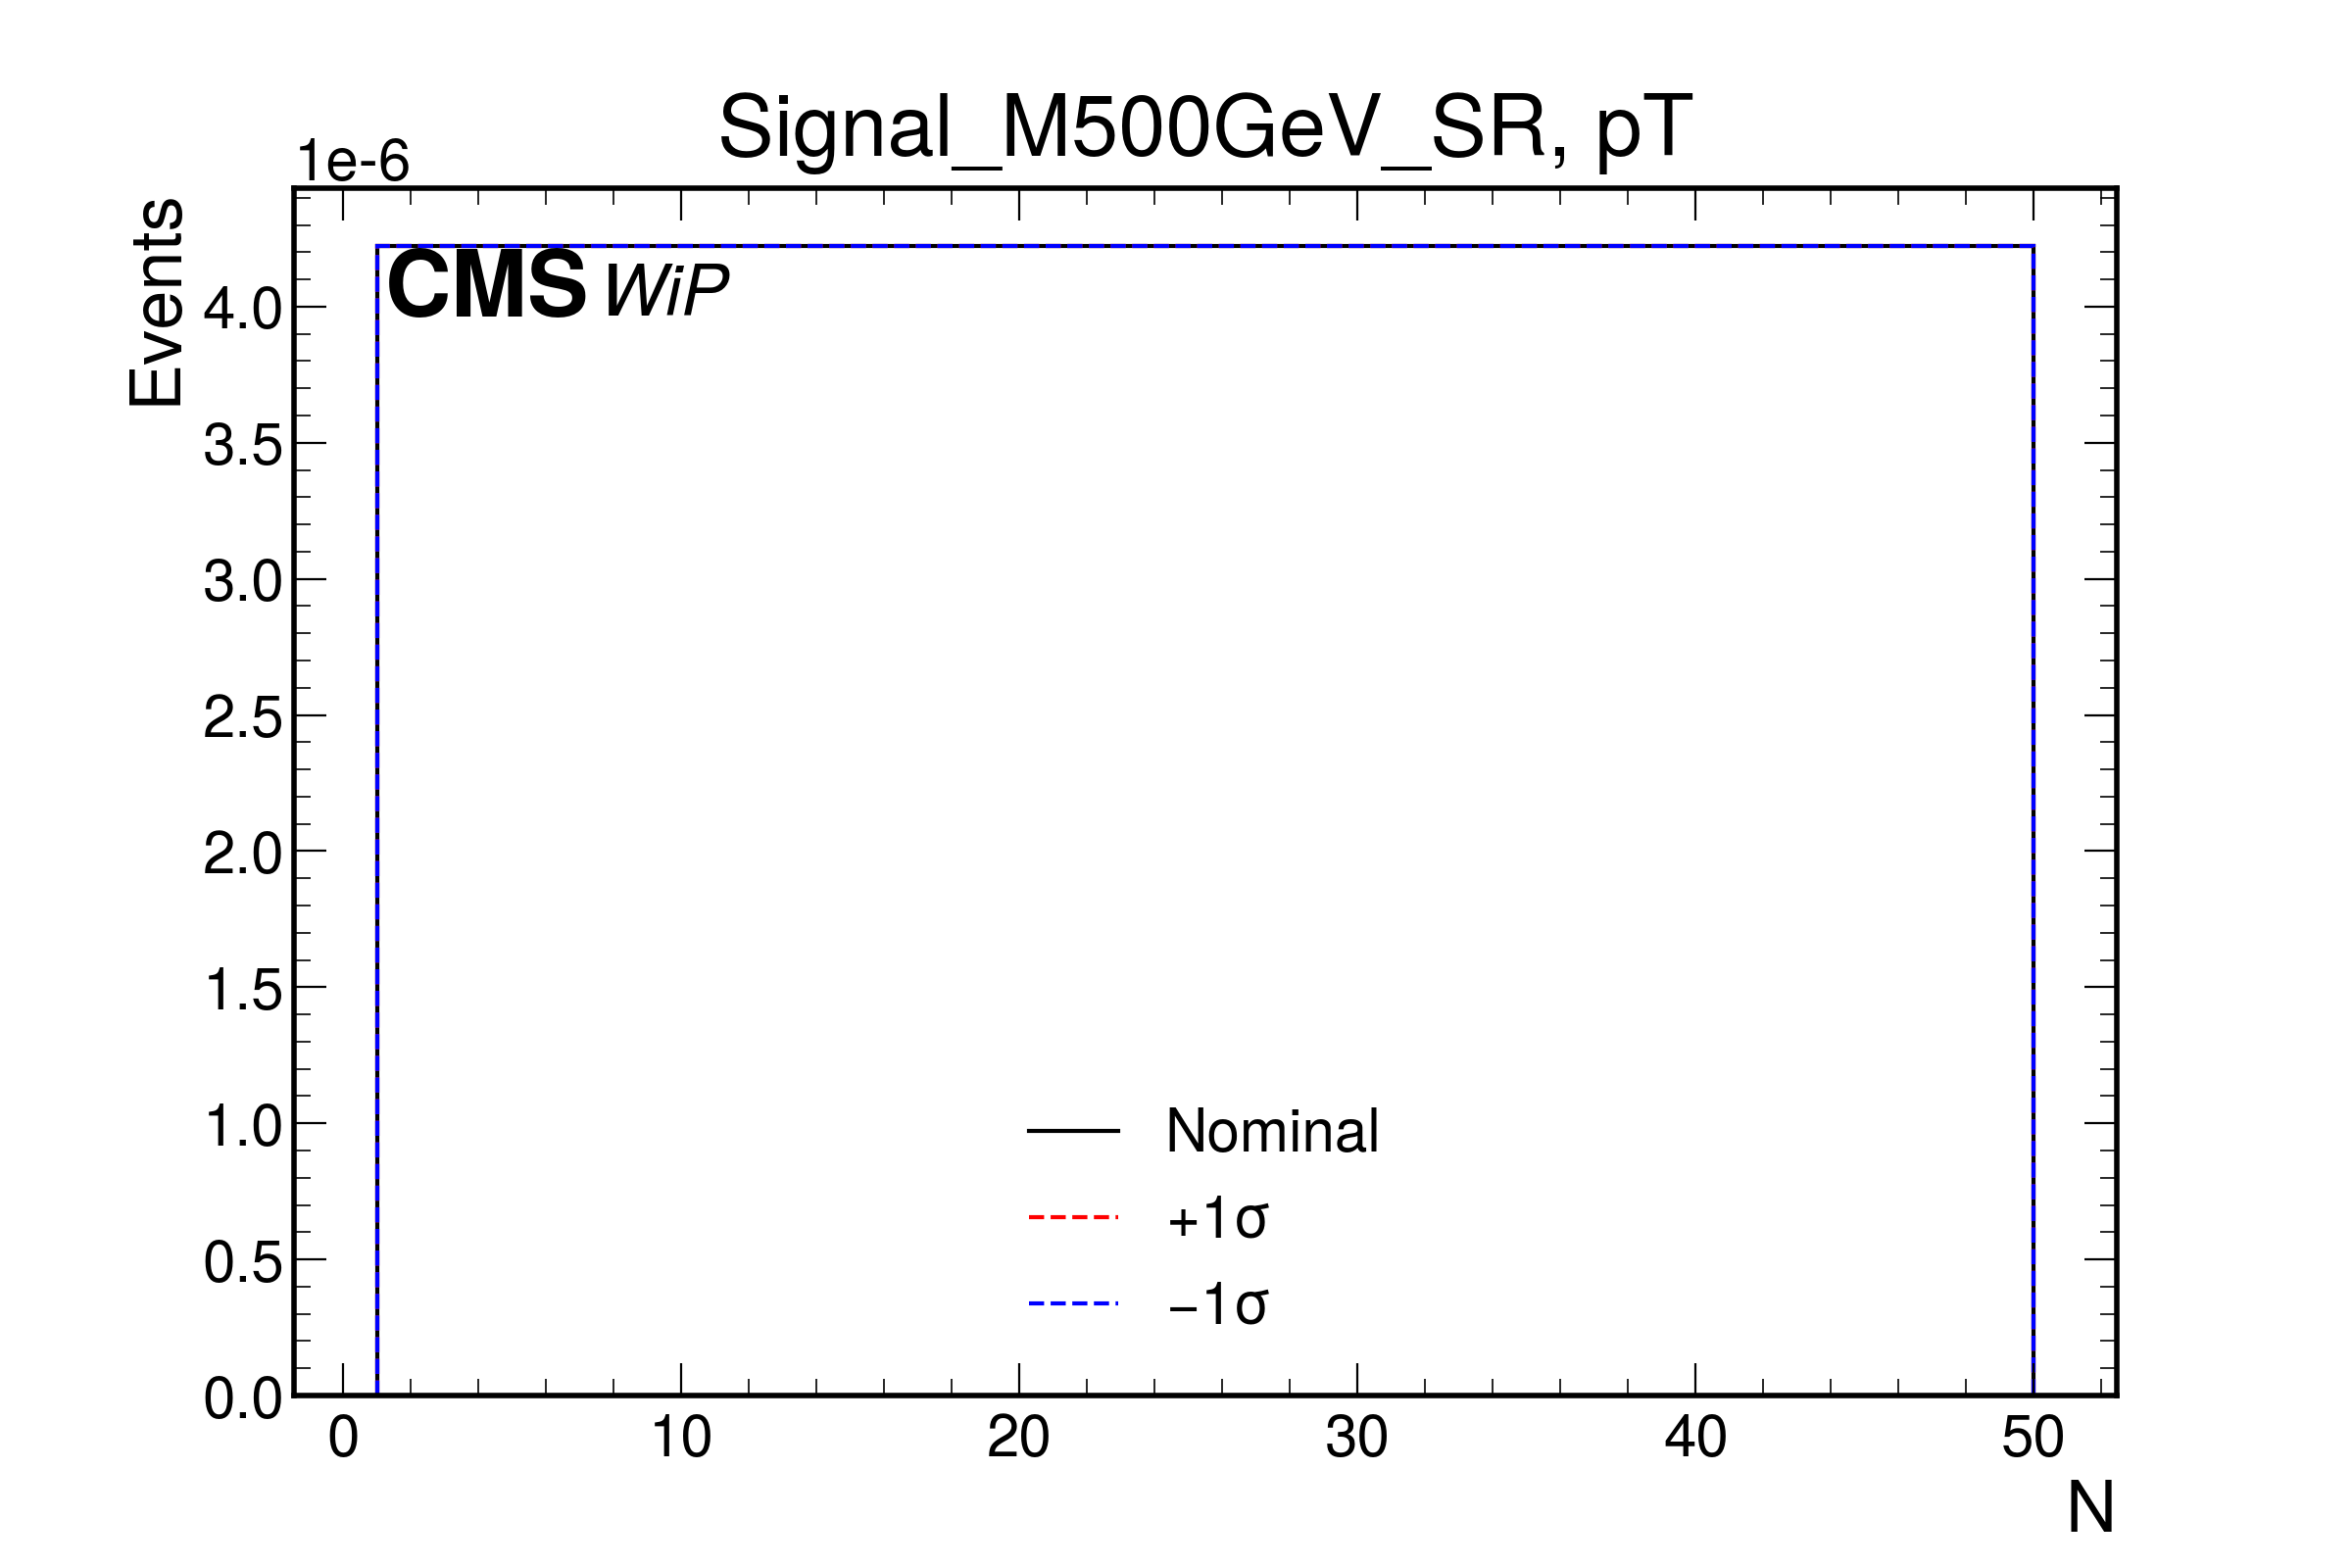 Signal_M500GeV_SR, pT
1e-6
Events
CMS WiP
4.0
3.5
3.0
2.5
2.0
1.5
1.0
0.5
0.0
Nominal
+1σ
−1σ
0 10 20 30 40 50
N